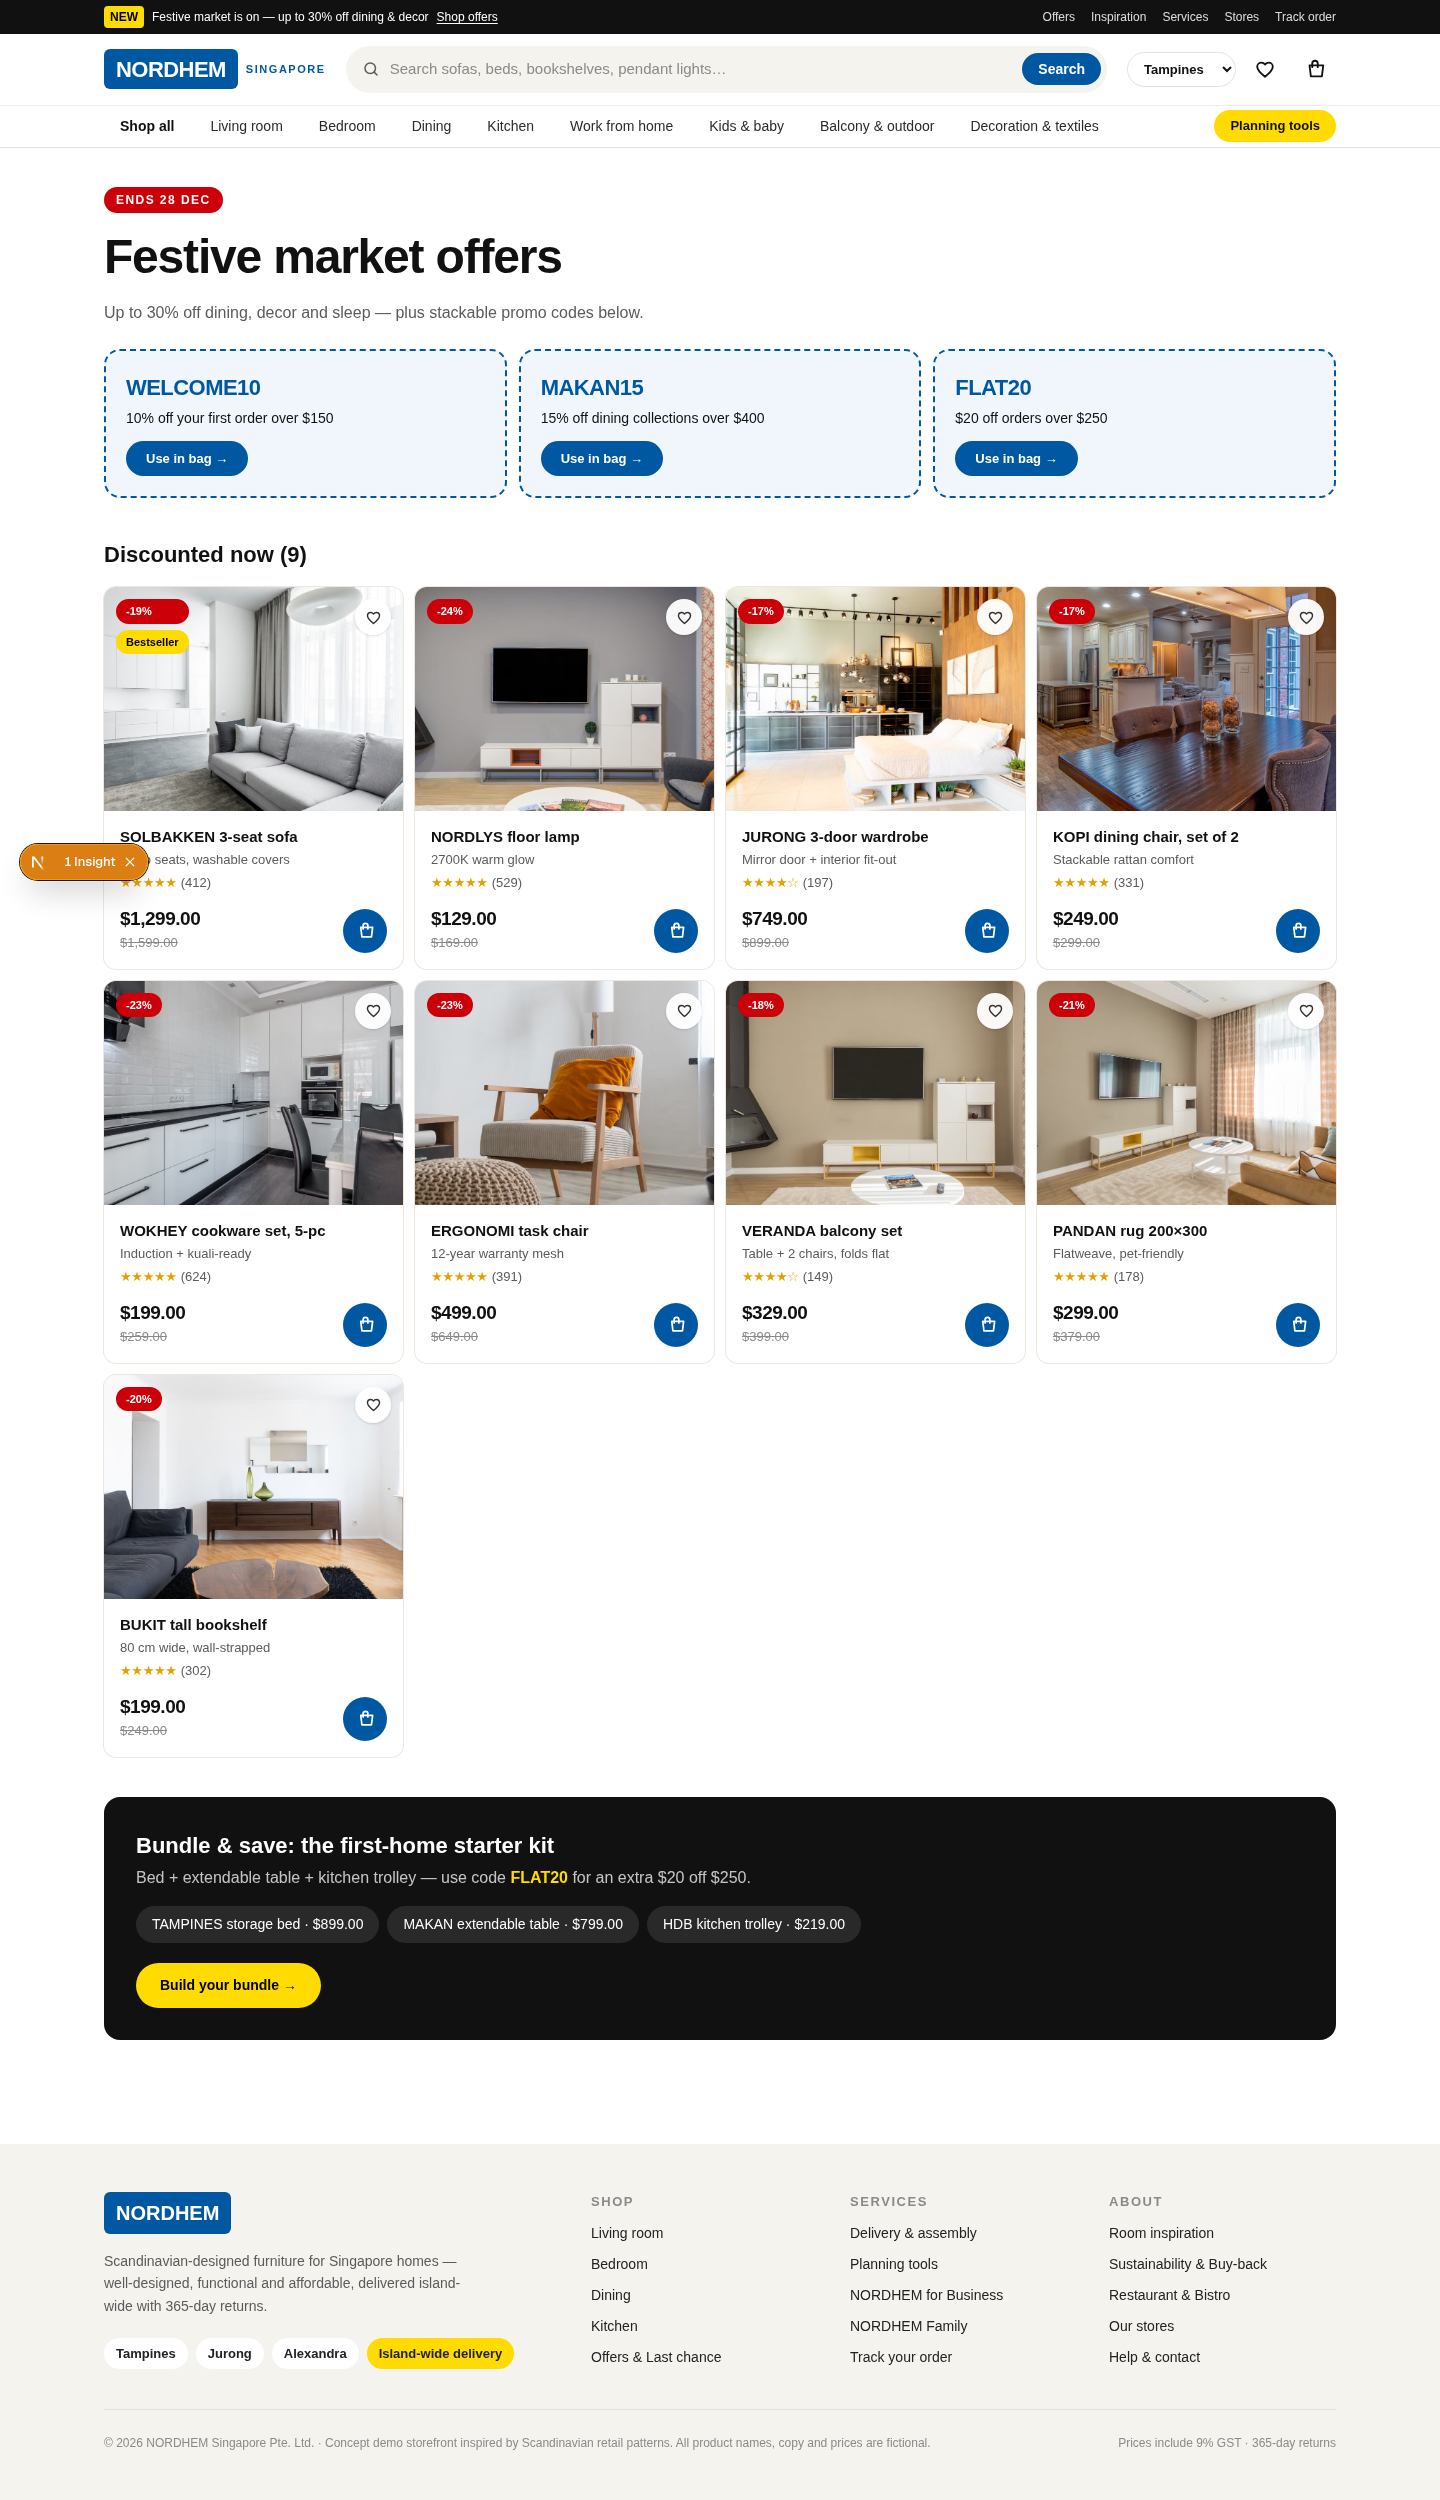 NEW Festive market is on — up to 30% off dining & decor Shop offers Offers Inspiration Services Stores Track order
NORDHEM SINGAPORE Search sofas, beds, bookshelves, pendant lights… Search Tampines
Shop all Living room Bedroom Dining Kitchen Work from home Kids & baby Balcony & outdoor Decoration & textiles Planning tools
ENDS 28 DEC
Festive market offers
Up to 30% off dining, decor and sleep — plus stackable promo codes below.
WELCOME10
10% off your first order over $150
Use in bag →
MAKAN15
15% off dining collections over $400
Use in bag →
FLAT20
$20 off orders over $250
Use in bag →
Discounted now (9)
-19%
Bestseller
SOLBAKKEN 3-seat sofa
seats, washable covers
★★★★★ (412)
$1,299.00
$1,599.00
-24%
NORDLYS floor lamp
2700K warm glow
★★★★★ (529)
$129.00
$169.00
-17%
JURONG 3-door wardrobe
Mirror door + interior fit-out
★★★★☆ (197)
$749.00
$899.00
-17%
KOPI dining chair, set of 2
Stackable rattan comfort
★★★★★ (331)
$249.00
$299.00
1 Insight
-23%
WOKHEY cookware set, 5-pc
Induction + kuali-ready
★★★★★ (624)
$199.00
$259.00
-23%
ERGONOMI task chair
12-year warranty mesh
★★★★★ (391)
$499.00
$649.00
-18%
VERANDA balcony set
Table + 2 chairs, folds flat
★★★★☆ (149)
$329.00
$399.00
-21%
PANDAN rug 200×300
Flatweave, pet-friendly
★★★★★ (178)
$299.00
$379.00
-20%
BUKIT tall bookshelf
80 cm wide, wall-strapped
★★★★★ (302)
$199.00
$249.00
Bundle & save: the first-home starter kit
Bed + extendable table + kitchen trolley — use code FLAT20 for an extra $20 off $250.
TAMPINES storage bed · $899.00 MAKAN extendable table · $799.00 HDB kitchen trolley · $219.00
Build your bundle →
NORDHEM
Scandinavian-designed furniture for Singapore homes —
well-designed, functional and affordable, delivered island-
wide with 365-day returns.
Tampines Jurong Alexandra Island-wide delivery
SHOP
Living room
Bedroom
Dining
Kitchen
Offers & Last chance
SERVICES
Delivery & assembly
Planning tools
NORDHEM for Business
NORDHEM Family
Track your order
ABOUT
Room inspiration
Sustainability & Buy-back
Restaurant & Bistro
Our stores
Help & contact
© 2026 NORDHEM Singapore Pte. Ltd. · Concept demo storefront inspired by Scandinavian retail patterns. All product names, copy and prices are fictional. Prices include 9% GST · 365-day returns